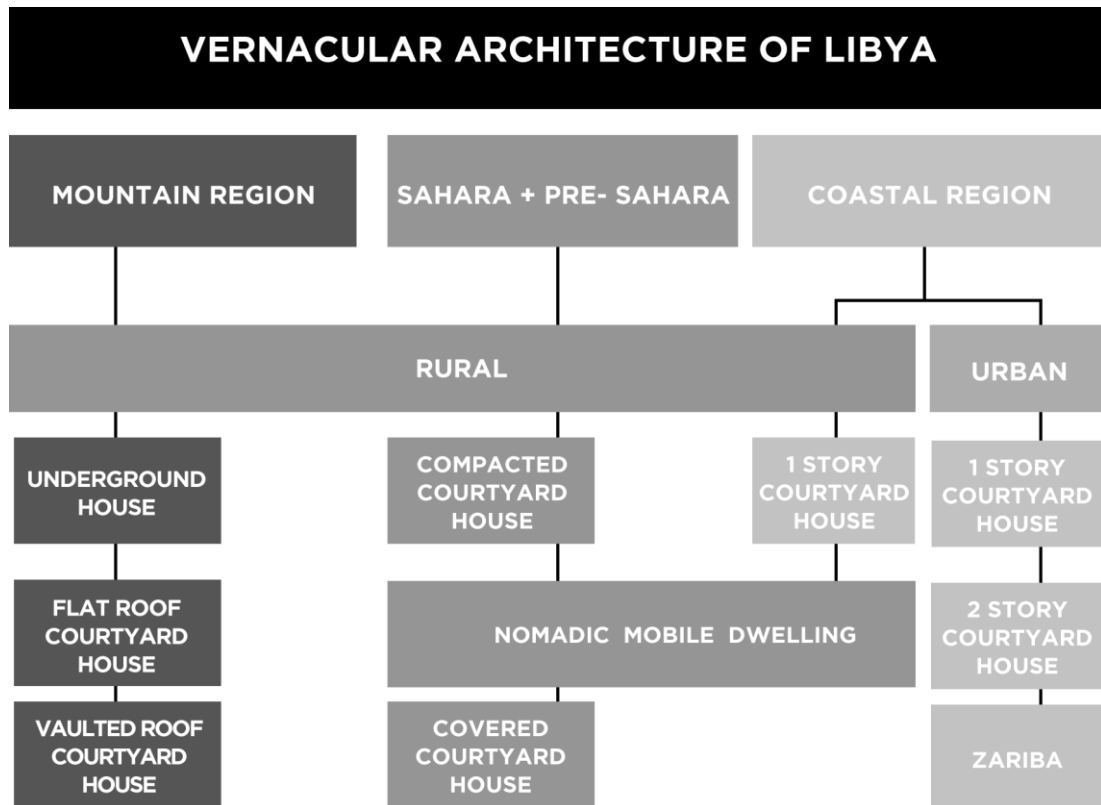 VERNACULAR ARCHITECTURE OF LIBYA
MOUNTAIN REGION
SAHARA + PRE- SAHARA
COASTAL REGION
RURAL
URBAN
UNDERGROUND
HOUSE
COMPACTED
COURTYARD
HOUSE
1 STORY
COURTYARD
HOUSE
1 STORY
COURTYARD
HOUSE
FLAT ROOF
COURTYARD
HOUSE
NOMADIC MOBILE DWELLING
2 STORY
COURTYARD
HOUSE
VAULTED ROOF
COURTYARD
HOUSE
COVERED
COURTYARD
HOUSE
ZARIBA